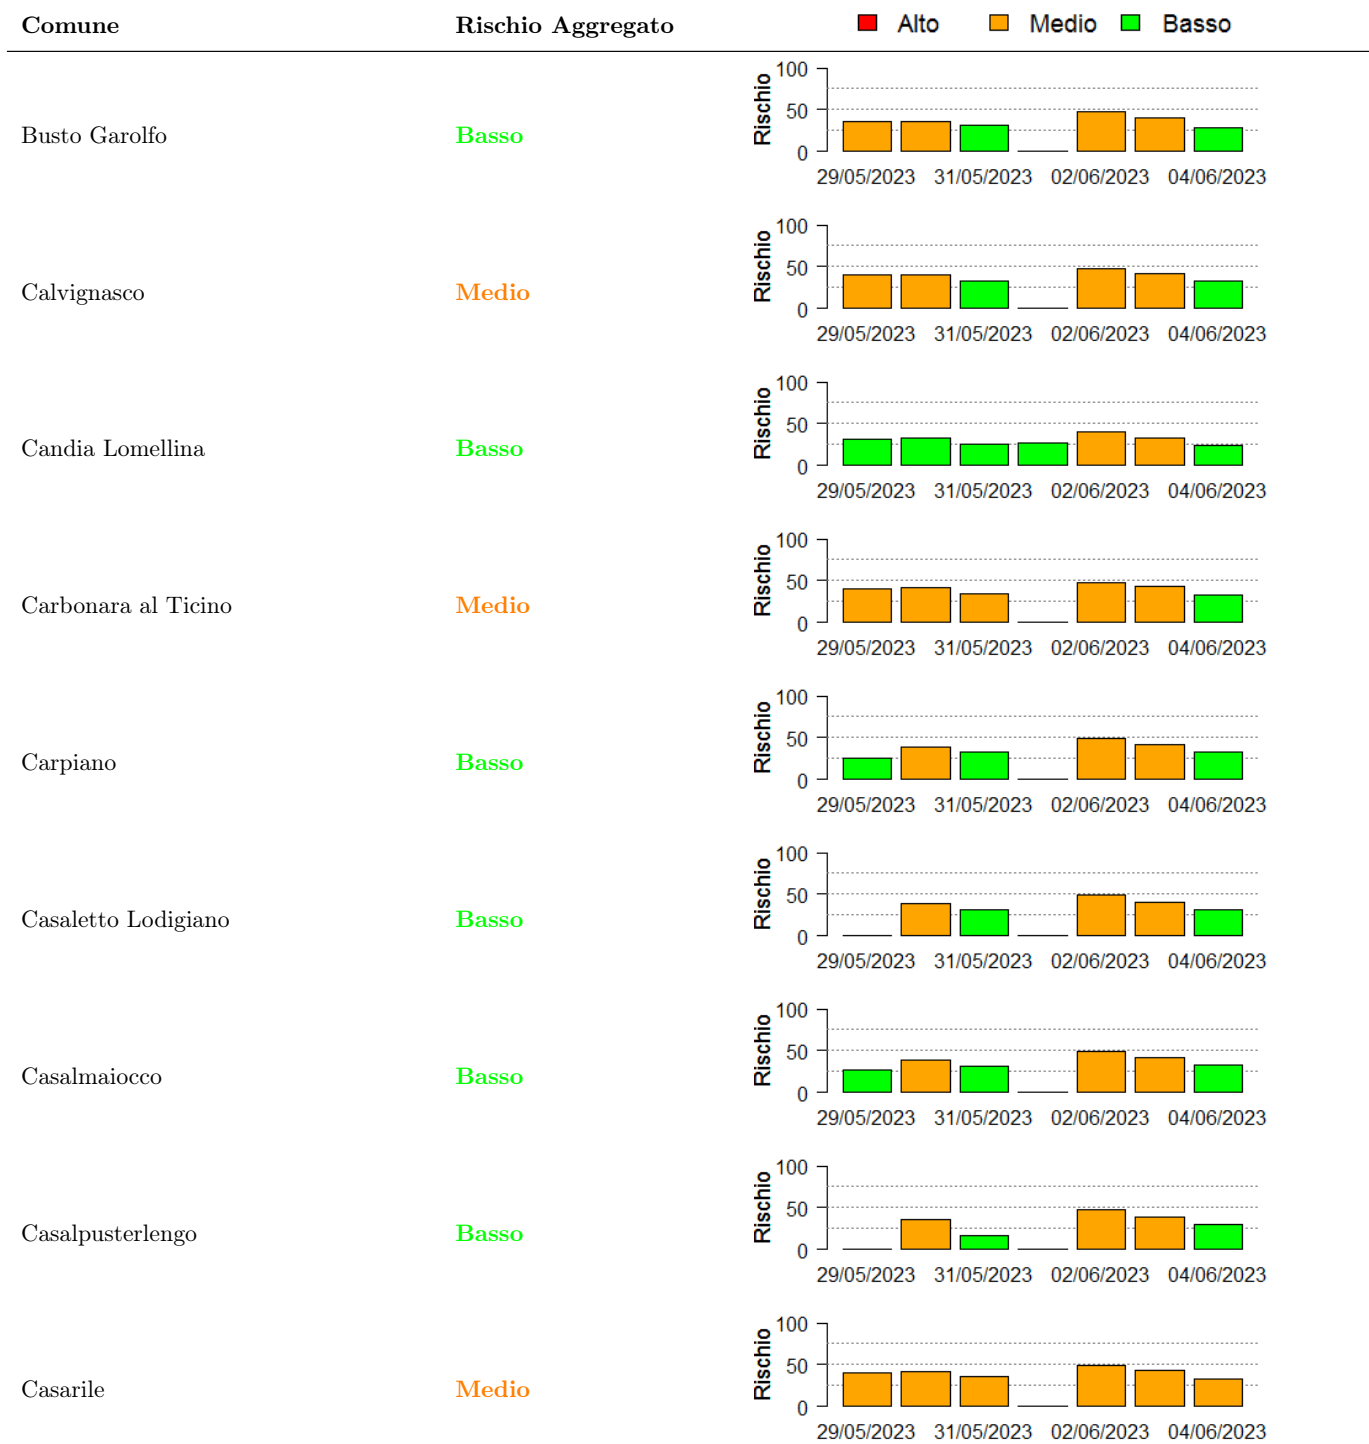 Comune Rischio Aggregato Alto Medio Basso
Busto Garolfo Basso
Rischio
100
50
0
29/05/2023 31/05/2023 02/06/2023 04/06/2023
Calvignasco Medio
Rischio
100
50
0
29/05/2023 31/05/2023 02/06/2023 04/06/2023
Candia Lomellina Basso
Rischio
100
50
0
29/05/2023 31/05/2023 02/06/2023 04/06/2023
Carbonara al Ticino Medio
Rischio
100
50
0
29/05/2023 31/05/2023 02/06/2023 04/06/2023
Carpiano Basso
Rischio
100
50
0
29/05/2023 31/05/2023 02/06/2023 04/06/2023
Casaletto Lodigiano Basso
Rischio
100
50
0
29/05/2023 31/05/2023 02/06/2023 04/06/2023
Casalmaiocco Basso
Rischio
100
50
0
29/05/2023 31/05/2023 02/06/2023 04/06/2023
Casalpusterlengo Basso
Rischio
100
50
0
29/05/2023 31/05/2023 02/06/2023 04/06/2023
Casarile Medio
Rischio
100
50
0
29/05/2023 31/05/2023 02/06/2023 04/06/2023